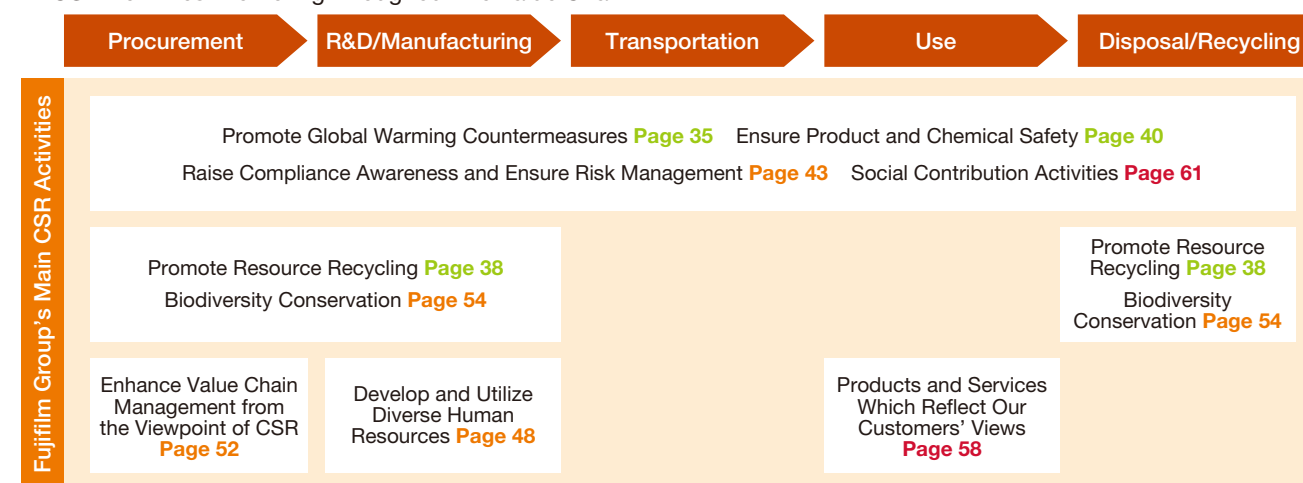 Procurement
R&D/Manufacturing
Transportation
Use
Disposal/Recycling
Fujifilm Group's Main CSR Activities
Promote Global Warming Countermeasures Page 35 Ensure Product and Chemical Safety Page 40
Raise Compliance Awareness and Ensure Risk Management Page 43 Social Contribution Activities Page 61
Promote Resource Recycling Page 38
Biodiversity Conservation Page 54
Promote Resource
Recycling Page 38
Biodiversity
Conservation Page 54
Enhance Value Chain
Management from
the Viewpoint of CSR
Page 52
Develop and Utilize
Diverse Human
Resources Page 48
Products and Services
Which Reflect Our
Customers' Views
Page 58